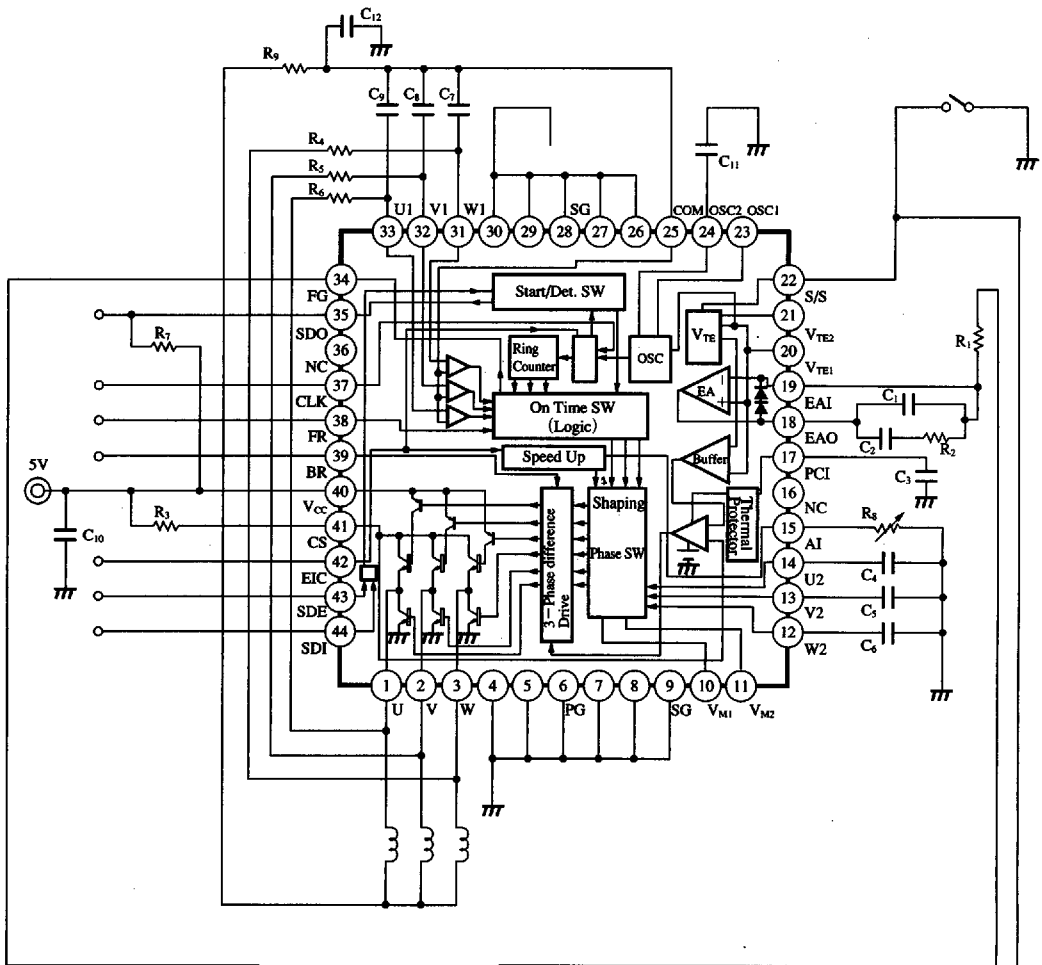 C12
R9
C9
C8
C7
R4
R5
R6
C11
U1
V1
W1
SG
COM
OSC2
OSC1
33
32
31
30
29
28
27
26
25
24
23
34
FG
35
SDO
36
NC
37
CLK
38
FR
39
BR
40
VCC
41
CS
42
EIC
43
SDE
44
SDI
R7
5V
C10
R3
Start/Det. SW
Ring
Counter
OSC
VTE
EA
−
+
On Time SW
(Logic)
Speed Up
Buffer
Shaping
Phase SW
3−Phase difference
Drive
Thermal
Protector
22
S/S
21
VTE2
20
VTE1
19
EAI
18
EAO
17
PCI
16
NC
15
AI
14
U2
13
V2
12
W2
R1
C1
C2
R2
C3
R8
C4
C5
C6
1
2
3
4
5
6
7
8
9
10
11
U
V
W
PG
SG
VM1
VM2